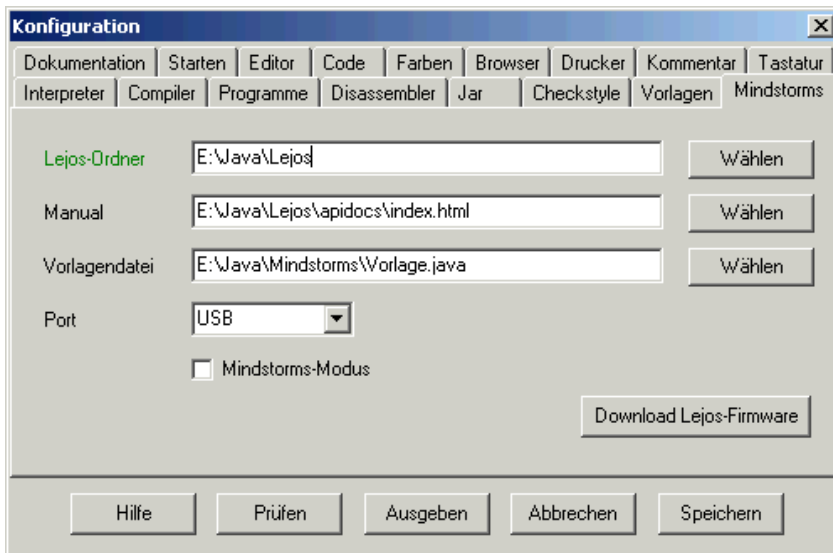 Konfiguration
Dokumentation Starten Editor Code Farben Browser Drucker Kommentar Tastatur
Interpreter Compiler Programme Disassembler Jar Checkstyle Vorlagen Mindstorms
Lejos-Ordner E:\Java\Lejos Wählen
Manual E:\Java\Lejos\apidocs\index.html Wählen
Vorlagendatei E:\Java\Mindstorms\Vorlage.java Wählen
Port USB
Mindstorms-Modus
Download Lejos-Firmware
Hilfe Prüfen Ausgeben Abbrechen Speichern